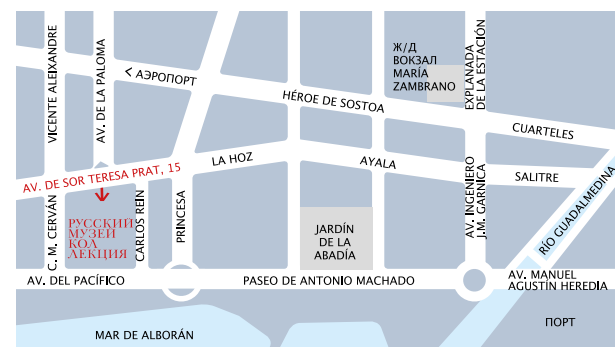 VICENTE ALEIXANDRE
AV. DE LA PALOMA
< АЭРОПОРТ
Ж/Д
ВОКЗАЛ
MARÍA
ZAMBRANO
EXPLANADA
DE LA ESTACIÓN
HÉROE DE SOSTOA
CUARTELES
AV. DE SOR TERESA PRAT, 15
LA HOZ
AYALA
SALITRE
C. M. CERVÁN
РУССКИЙ
МУЗЕЙ
КОЛ
ЛЕКЦИЯ
CARLOS REIN
PRINCESA
JARDÍN
DE LA
ABADÍA
AV. INGENIERO
J.M. GARNICA
RÍO GUADALMEDINA
AV. DEL PACÍFICO
PASEO DE ANTONIO MACHADO
AV. MANUEL
AGUSTÍN HEREDIA
MAR DE ALBORÁN
ПОРТ